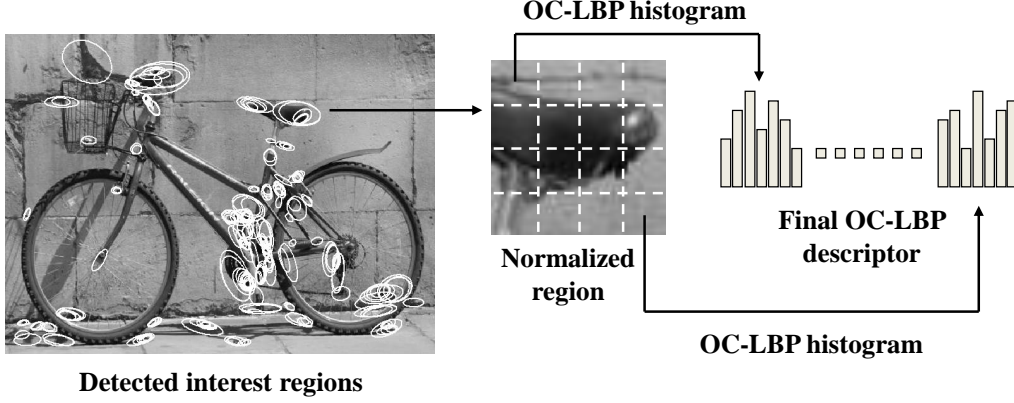 OC-LBP histogram
Normalized
region
Final OC-LBP
descriptor
OC-LBP histogram
Detected interest regions